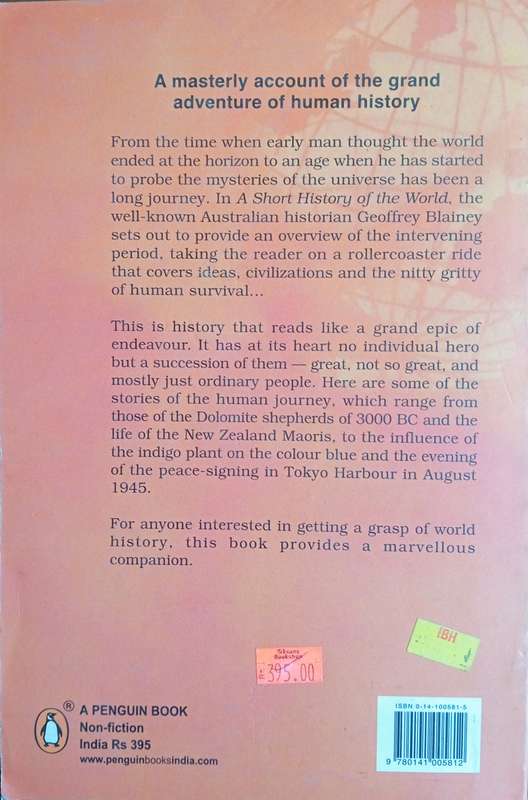 A masterly account of the grand
adventure of human history
From the time when early man thought the world
ended at the horizon to an age when he has started
to probe the mysteries of the universe has been a
long journey. In A Short History of the World, the
well-known Australian historian Geoffrey Blainey
sets out to provide an overview of the intervening
period, taking the reader on a rollercoaster ride
that covers ideas, civilizations and the nitty gritty
of human survival...
This is history that reads like a grand epic of
endeavour. It has at its heart no individual hero
but a succession of them — great, not so great, and
mostly just ordinary people. Here are some of the
stories of the human journey, which range from
those of the Dolomite shepherds of 3000 BC and the
life of the New Zealand Maoris, to the influence of
the indigo plant on the colour blue and the evening
of the peace-signing in Tokyo Harbour in August
1945.
For anyone interested in getting a grasp of world
history, this book provides a marvellous
companion.
IBH
Bookshop
Rs 395.00
®
A PENGUIN BOOK
Non-fiction
India Rs 395
www.penguinbooksindia.com
ISBN 0-14-100581-5
9 780141 005812